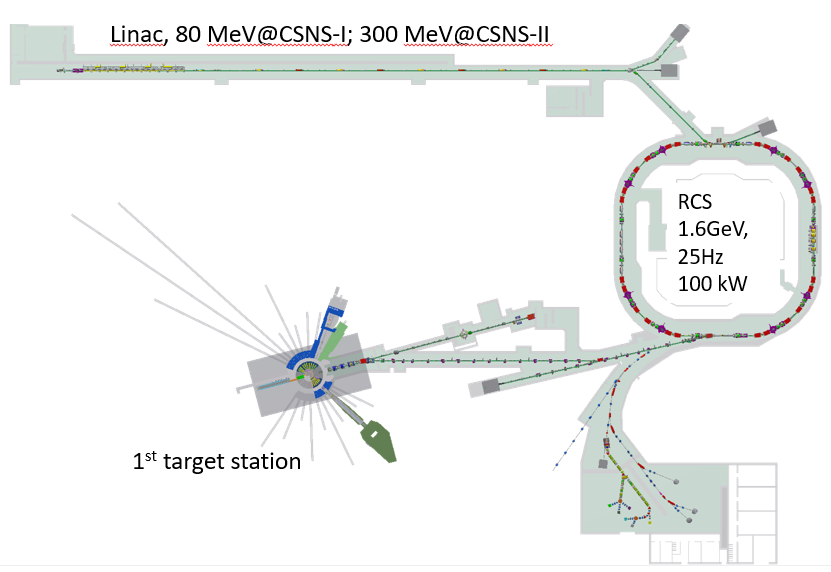 Linac, 80 MeV@CSNS-I; 300 MeV@CSNS-II
RCS
1.6GeV,
25Hz
100 kW
1st target station